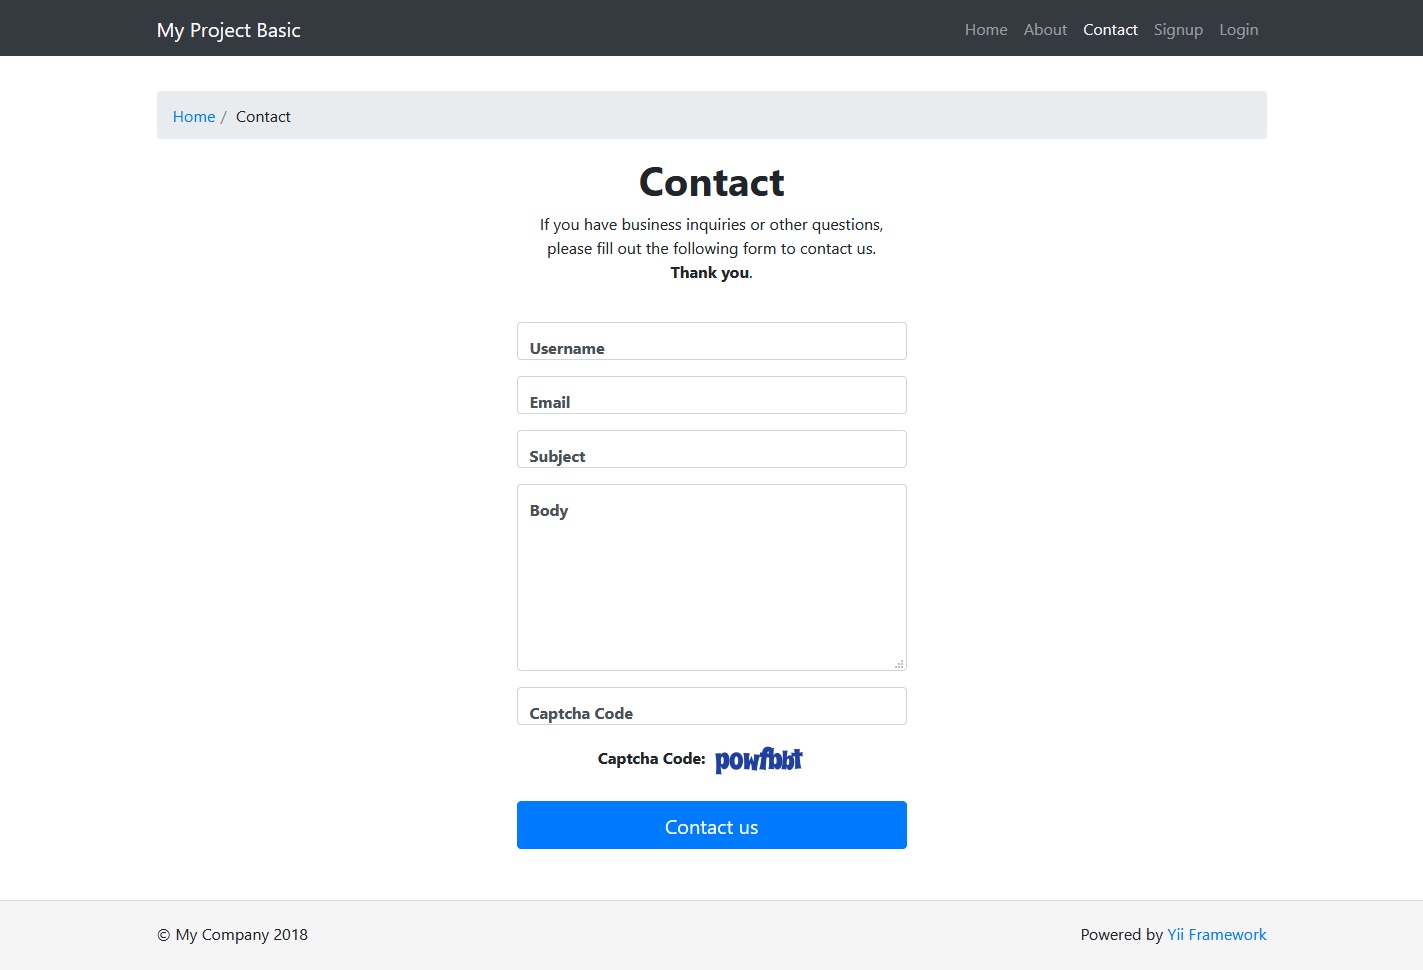 My Project Basic
Home About Contact Signup Login
Home / Contact
Contact
If you have business inquiries or other questions,
please fill out the following form to contact us.
Thank you.
Username
Email
Subject
Body
Captcha Code
Captcha Code: powfbbt
Contact us
© My Company 2018
Powered by Yii Framework